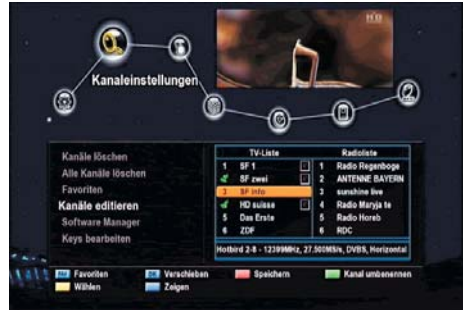 HD
Kanaleinstellungen
Kanäle löschen
Alle Kanäle löschen
Favoriten
Kanäle editieren
Software Manager
Keys bearbeiten
TV-Liste
1 SF 1
SF zwei
3 SF info
HD suisse
5 Das Erste
6 ZDF
Radioliste
1 Radio Regenboge
2 ANTENNE BAYERN
3 sunshine live
4 Radio Maryja te
5 Radio Horeb
6 RDC
Hotbird 2-8 - 12399MHz, 27.500MS/s, DVBS, Horizontal
FAV Favoriten
OK Verschieben
Speichern
Kanal umbenennen
Wählen
Zeigen